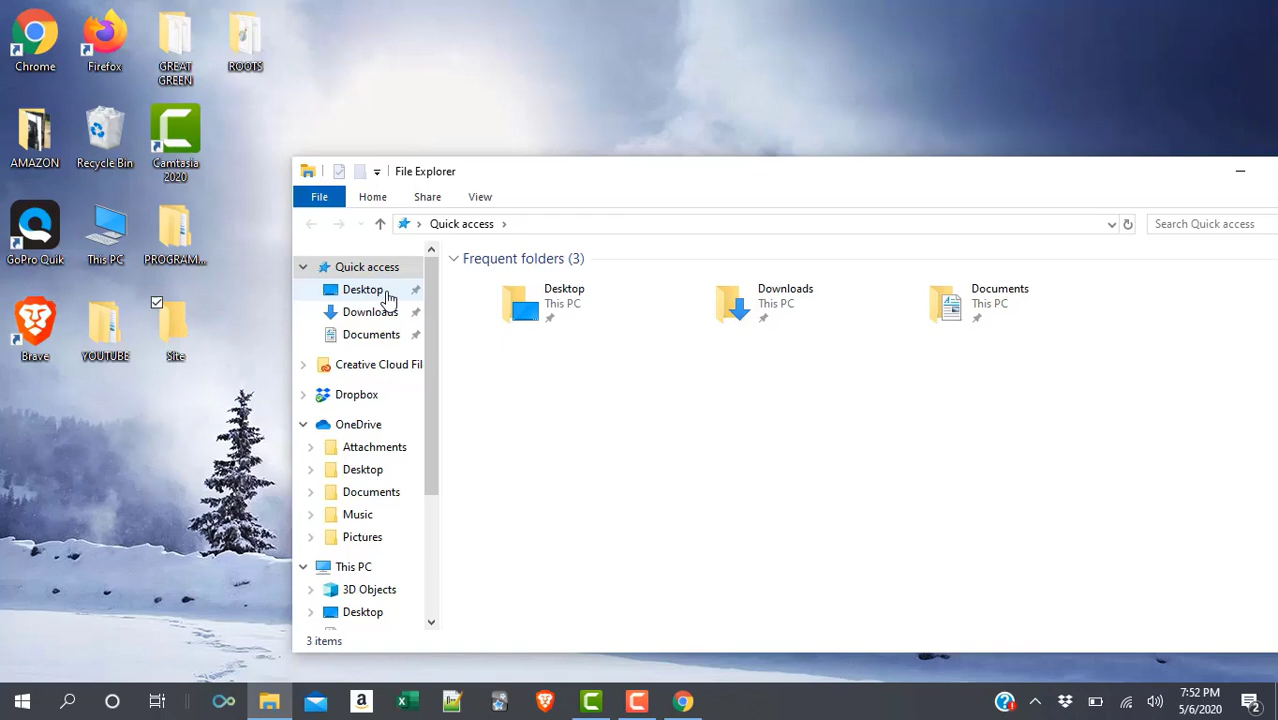 Chrome
Firefox
GREAT GREEN
ROOTS
AMAZON
Recycle Bin
Camtasia 2020
GoPro Quik
This PC
PROGRAM...
Brave
YOUTUBE
Site
File Explorer
File
Home
Share
View
Quick access
Search Quick access
Quick access
Desktop
Downloads
Documents
Creative Cloud Fil
Dropbox
OneDrive
Attachments
Desktop
Documents
Music
Pictures
This PC
3D Objects
Desktop
Frequent folders (3)
Desktop
This PC
Downloads
This PC
Documents
This PC
3 items
7:52 PM
5/6/2020
2